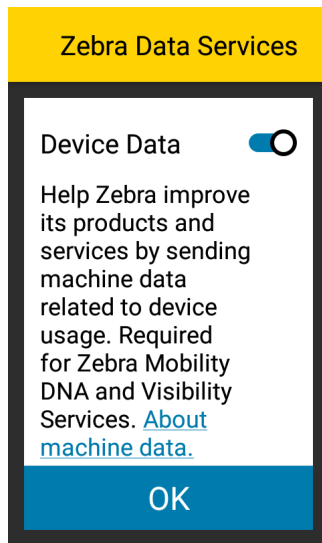 Zebra Data Services
Device Data
Help Zebra improve
its products and
services by sending
machine data
related to device
usage. Required
for Zebra Mobility
DNA and Visibility
Services. About
machine data.
OK